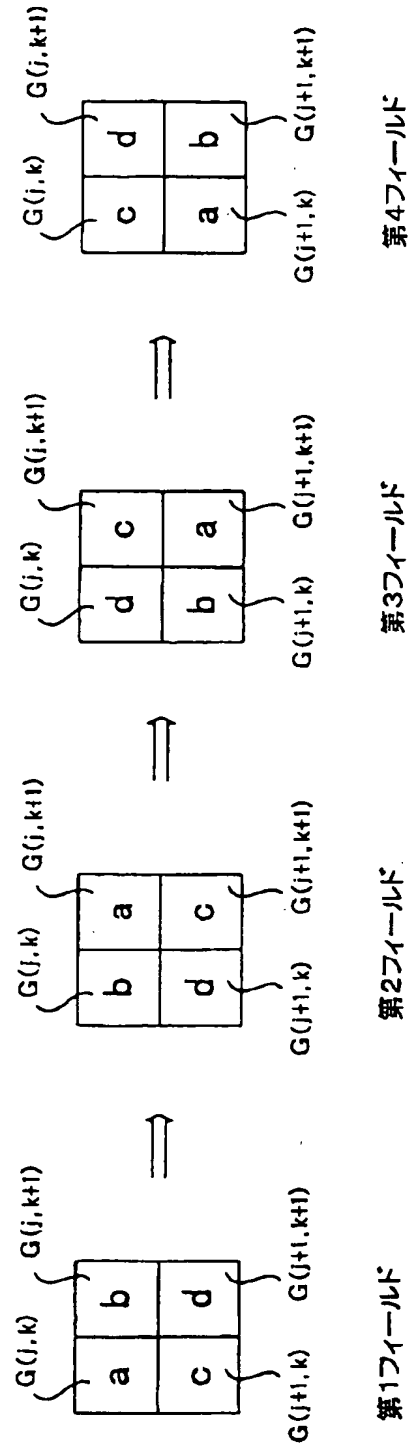 G(j,k) G(j,k+1)
a b
c d
G(j+1,k) G(j+1,k+1)
第1フィールド
G(j,k) G(j,k+1)
b a
d c
G(j+1,k) G(j+1,k+1)
第2フィールド
G(j,k) G(j,k+1)
d c
b a
G(j+1,k) G(j+1,k+1)
第3フィールド
G(j,k) G(j,k+1)
c d
a b
G(j+1,k) G(j+1,k+1)
第4フィールド